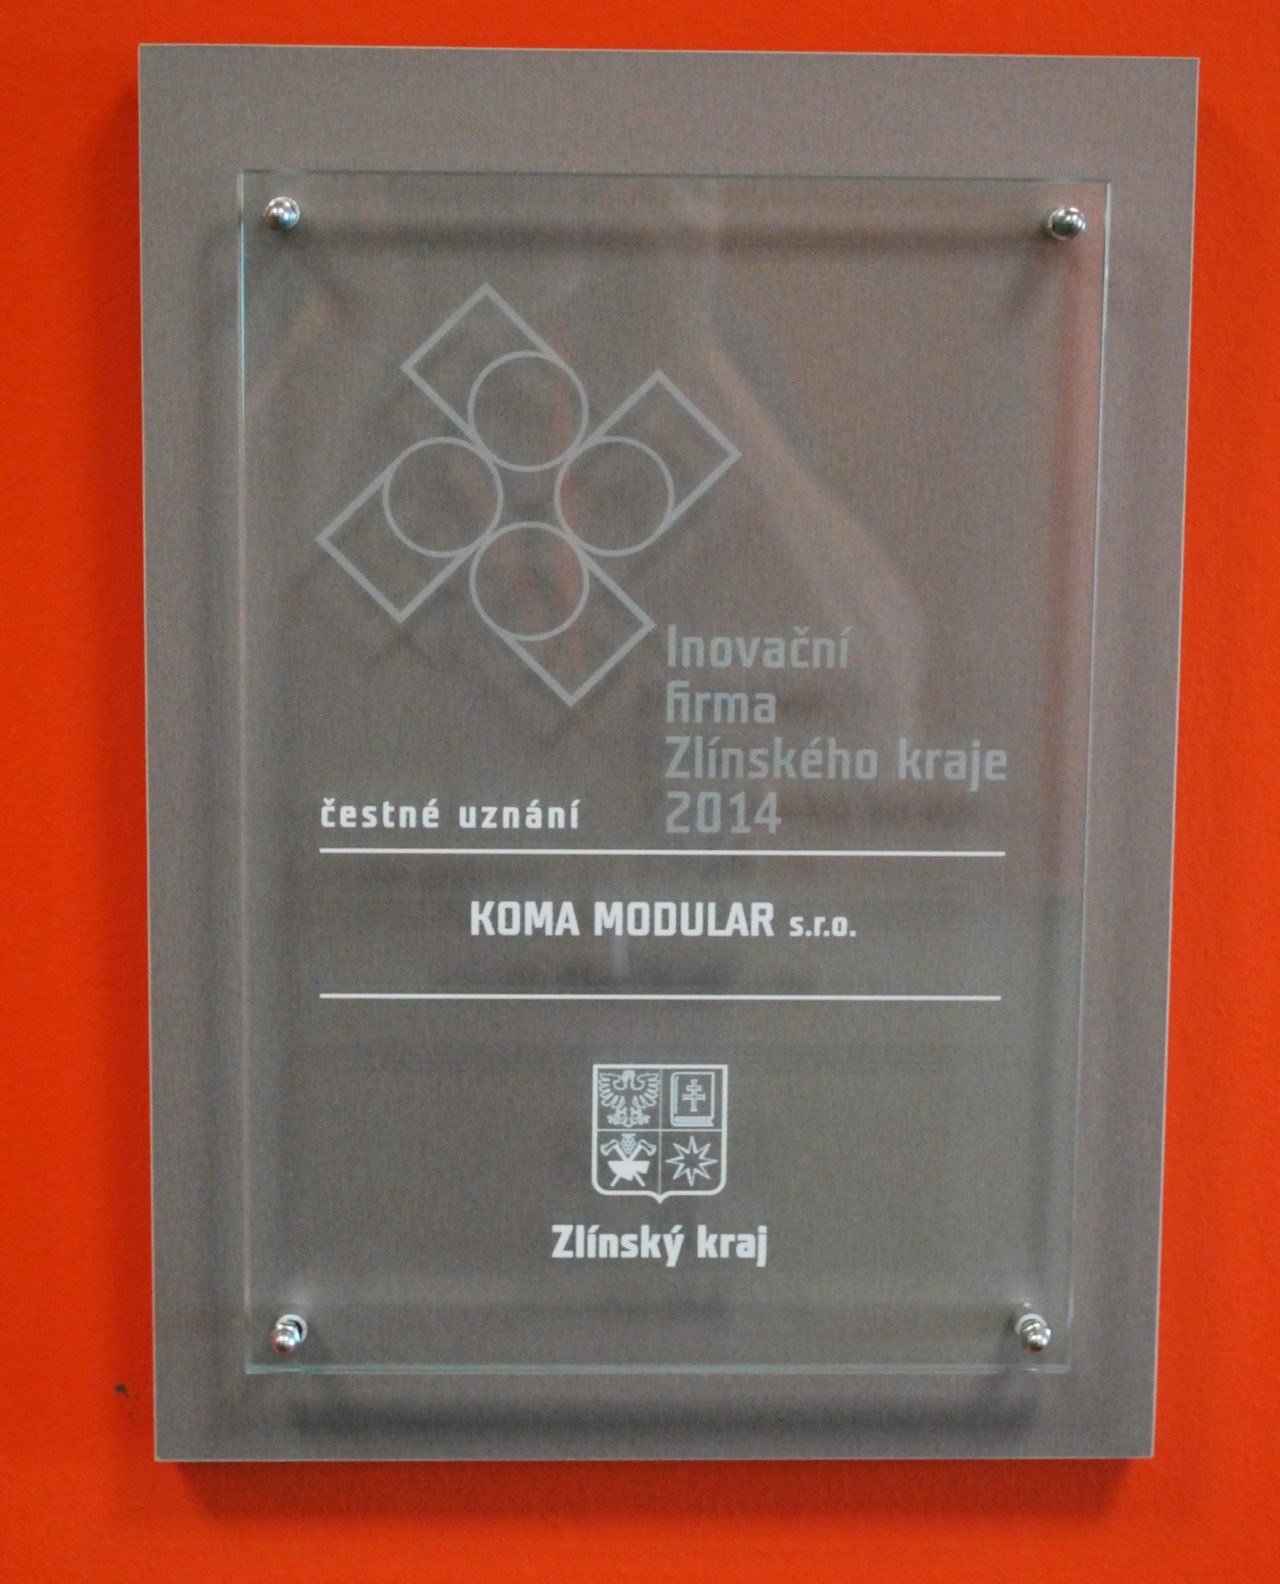 Inovační
firma
Zlínského kraje
2014
čestné uznání
KOMA MODULAR s.r.o.
Zlínský kraj